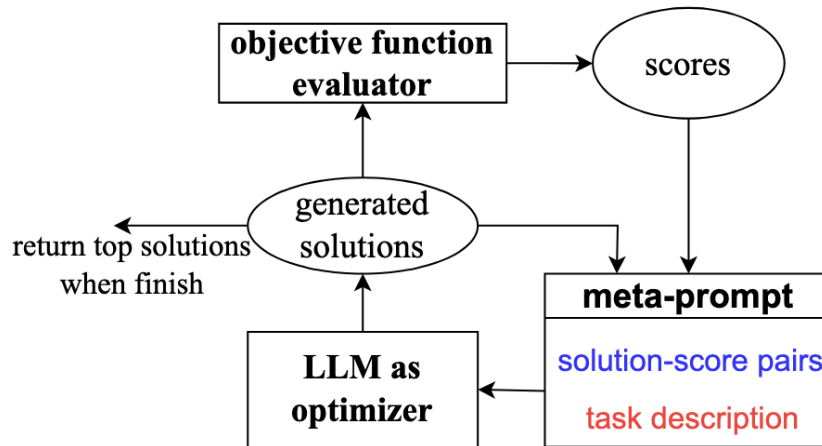 objective function
evaluator
scores
generated
solutions
return top solutions
when finish
meta-prompt
solution-score pairs
task description
LLM as
optimizer